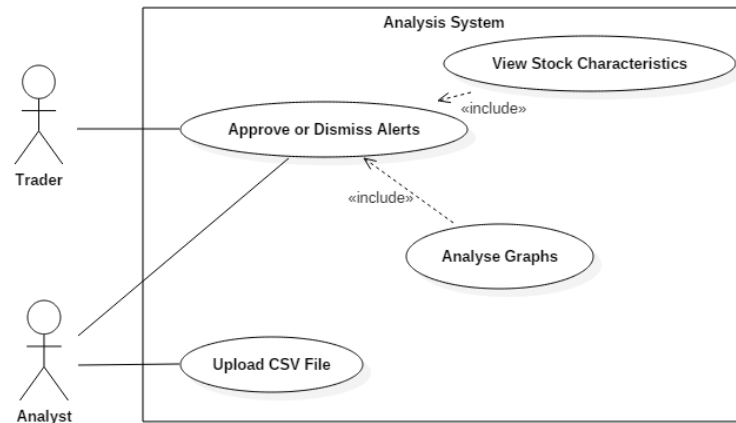 Analysis System
View Stock Characteristics
«include»
Approve or Dismiss Alerts
Trader
«include»
Analyse Graphs
Upload CSV File
Analyst